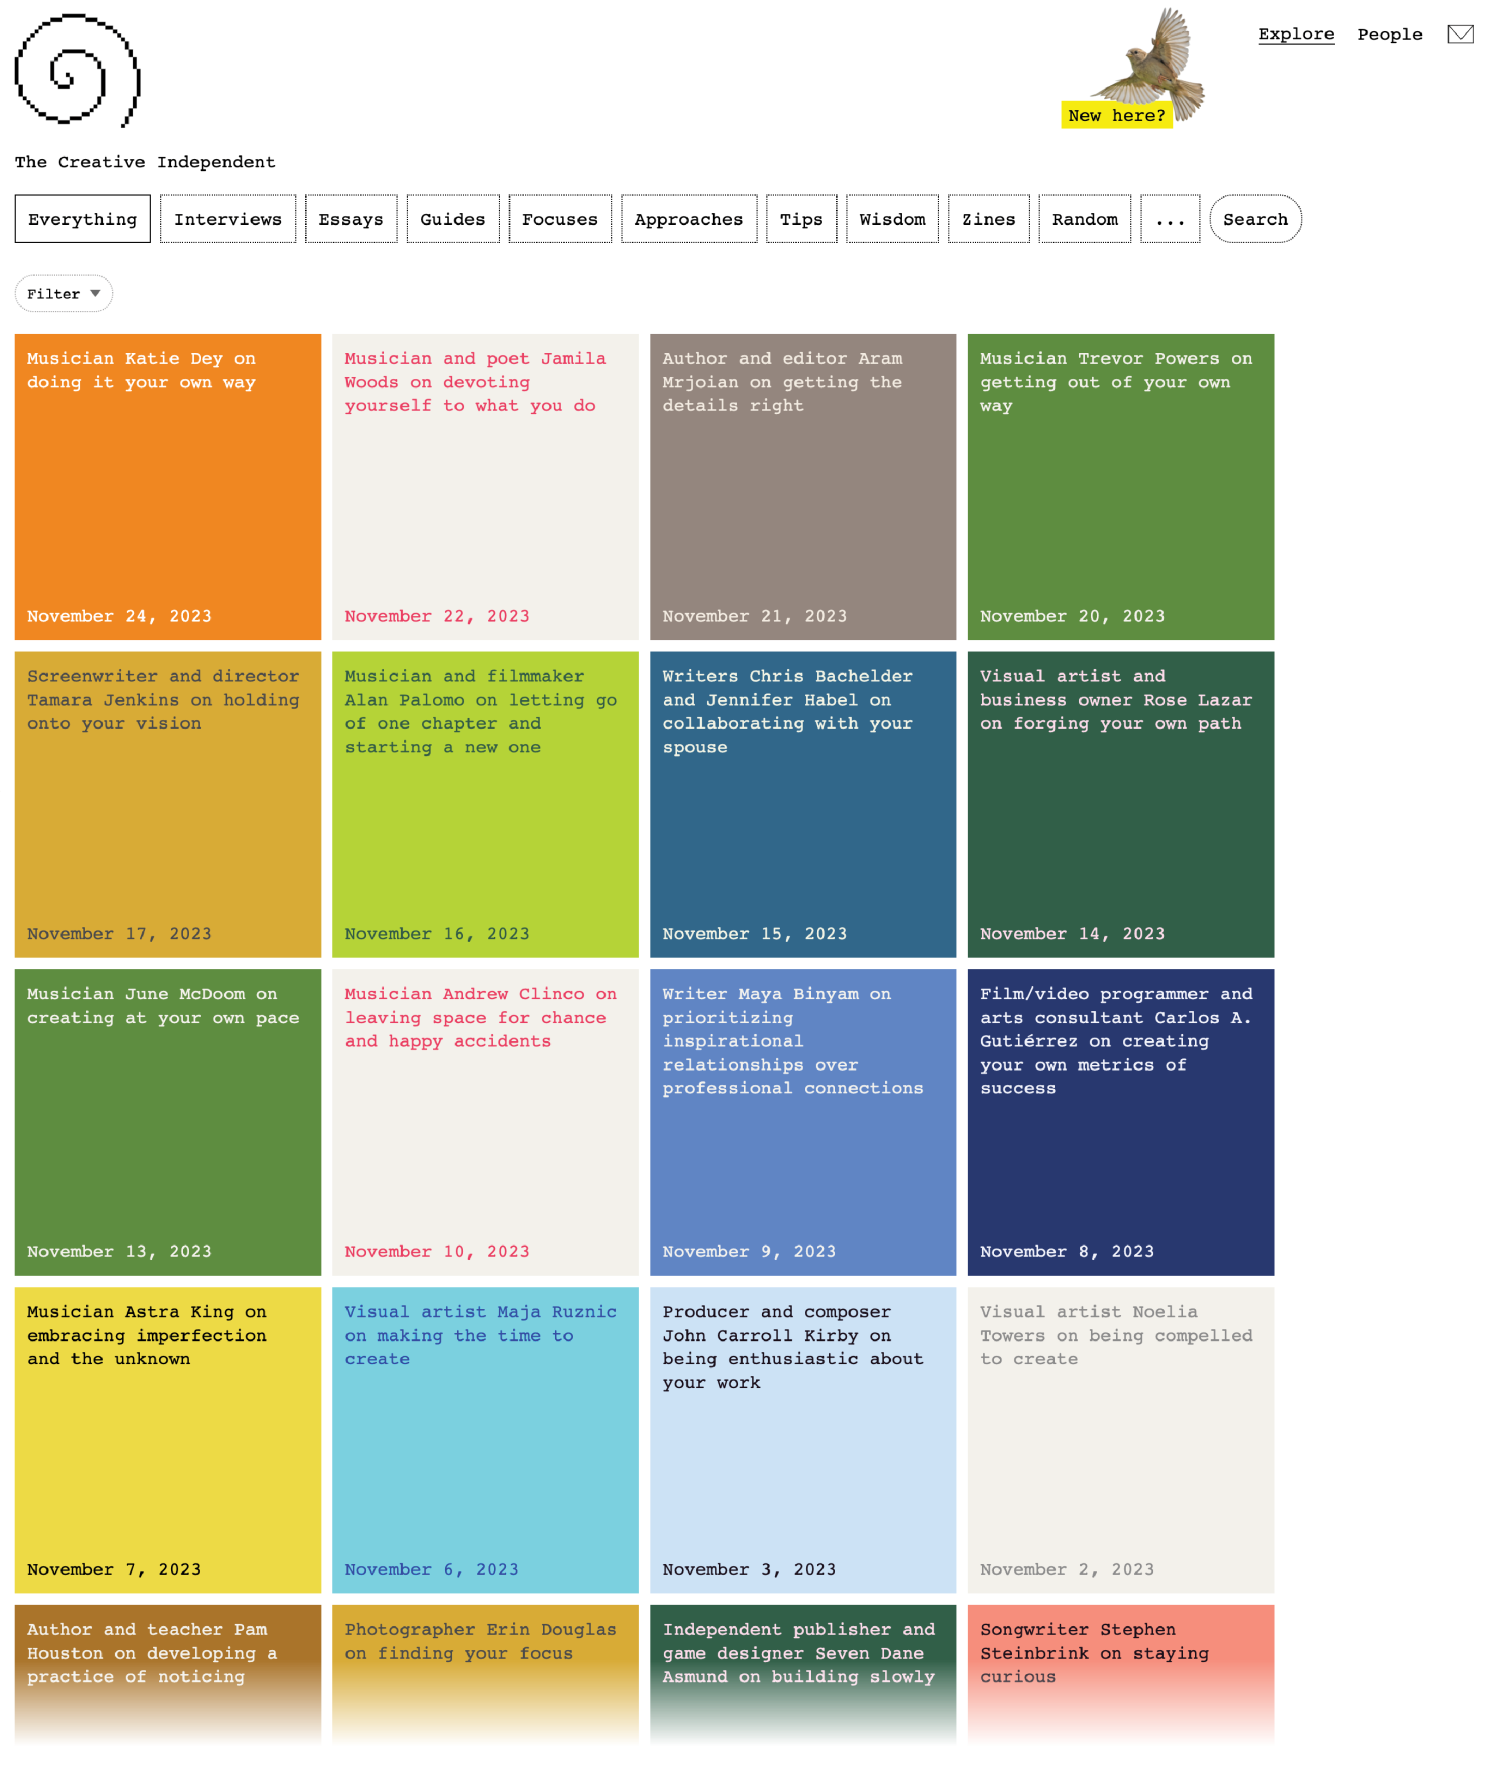 Explore
People
New here?
The Creative Independent
Everything
Interviews
Essays
Guides
Focuses
Approaches
Tips
Wisdom
Zines
Random
...
Search
Filter
Musician Katie Dey on
doing it your own way
November 24, 2023
Musician and poet Jamila
Woods on devoting
yourself to what you do
November 22, 2023
Author and editor Aram
Mrjoian on getting the
details right
November 21, 2023
Musician Trevor Powers on
getting out of your own
way
November 20, 2023
Screenwriter and director
Tamara Jenkins on holding
onto your vision
November 17, 2023
Musician and filmmaker
Alan Palomo on letting go
of one chapter and
starting a new one
November 16, 2023
Writers Chris Bachelder
and Jennifer Habel on
collaborating with your
spouse
November 15, 2023
Visual artist and
business owner Rose Lazar
on forging your own path
November 14, 2023
Musician June McDoom on
creating at your own pace
November 13, 2023
Musician Andrew Clinco on
leaving space for chance
and happy accidents
November 10, 2023
Writer Maya Binyam on
prioritizing
inspirational
relationships over
professional connections
November 9, 2023
Film/video programmer and
arts consultant Carlos A.
Gutiérrez on creating
your own metrics of
success
November 8, 2023
Musician Astra King on
embracing imperfection
and the unknown
November 7, 2023
Visual artist Maja Ruznic
on making the time to
create
November 6, 2023
Producer and composer
John Carroll Kirby on
being enthusiastic about
your work
November 3, 2023
Visual artist Noelia
Towers on being compelled
to create
November 2, 2023
Author and teacher Pam
Houston on developing a
practice of noticing
Photographer Erin Douglas
on finding your focus
Independent publisher and
game designer Seven Dane
Asmund on building slowly
Songwriter Stephen
Steinbrink on staying
curious